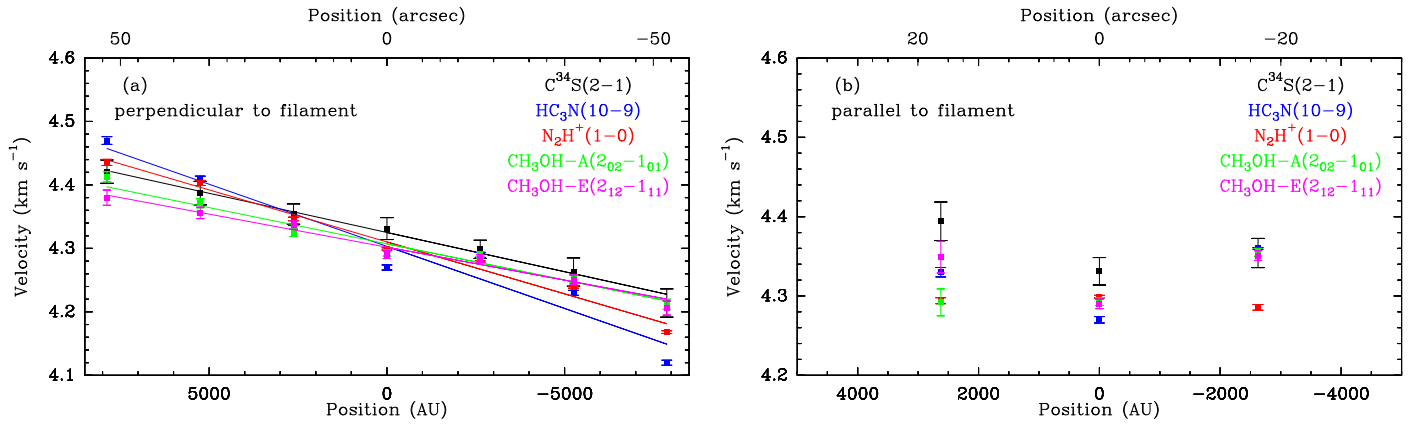 Position (arcsec)
50 0 −50
4.6
4.5
4.4
4.3
4.2
4.1
Velocity (km s⁻¹)
(a)
perpendicular to filament
C³⁴S(2−1)
HC₃N(10−9)
N₂H⁺(1−0)
CH₃OH−A(2₀₂−1₀₁)
CH₃OH−E(2₁₂−1₁₁)
5000 0 −5000
Position (AU)
Position (arcsec)
20 0 −20
4.6
4.5
4.4
4.3
4.2
Velocity (km s⁻¹)
(b)
parallel to filament
C³⁴S(2−1)
HC₃N(10−9)
N₂H⁺(1−0)
CH₃OH−A(2₀₂−1₀₁)
CH₃OH−E(2₁₂−1₁₁)
4000 2000 0 −2000 −4000
Position (AU)